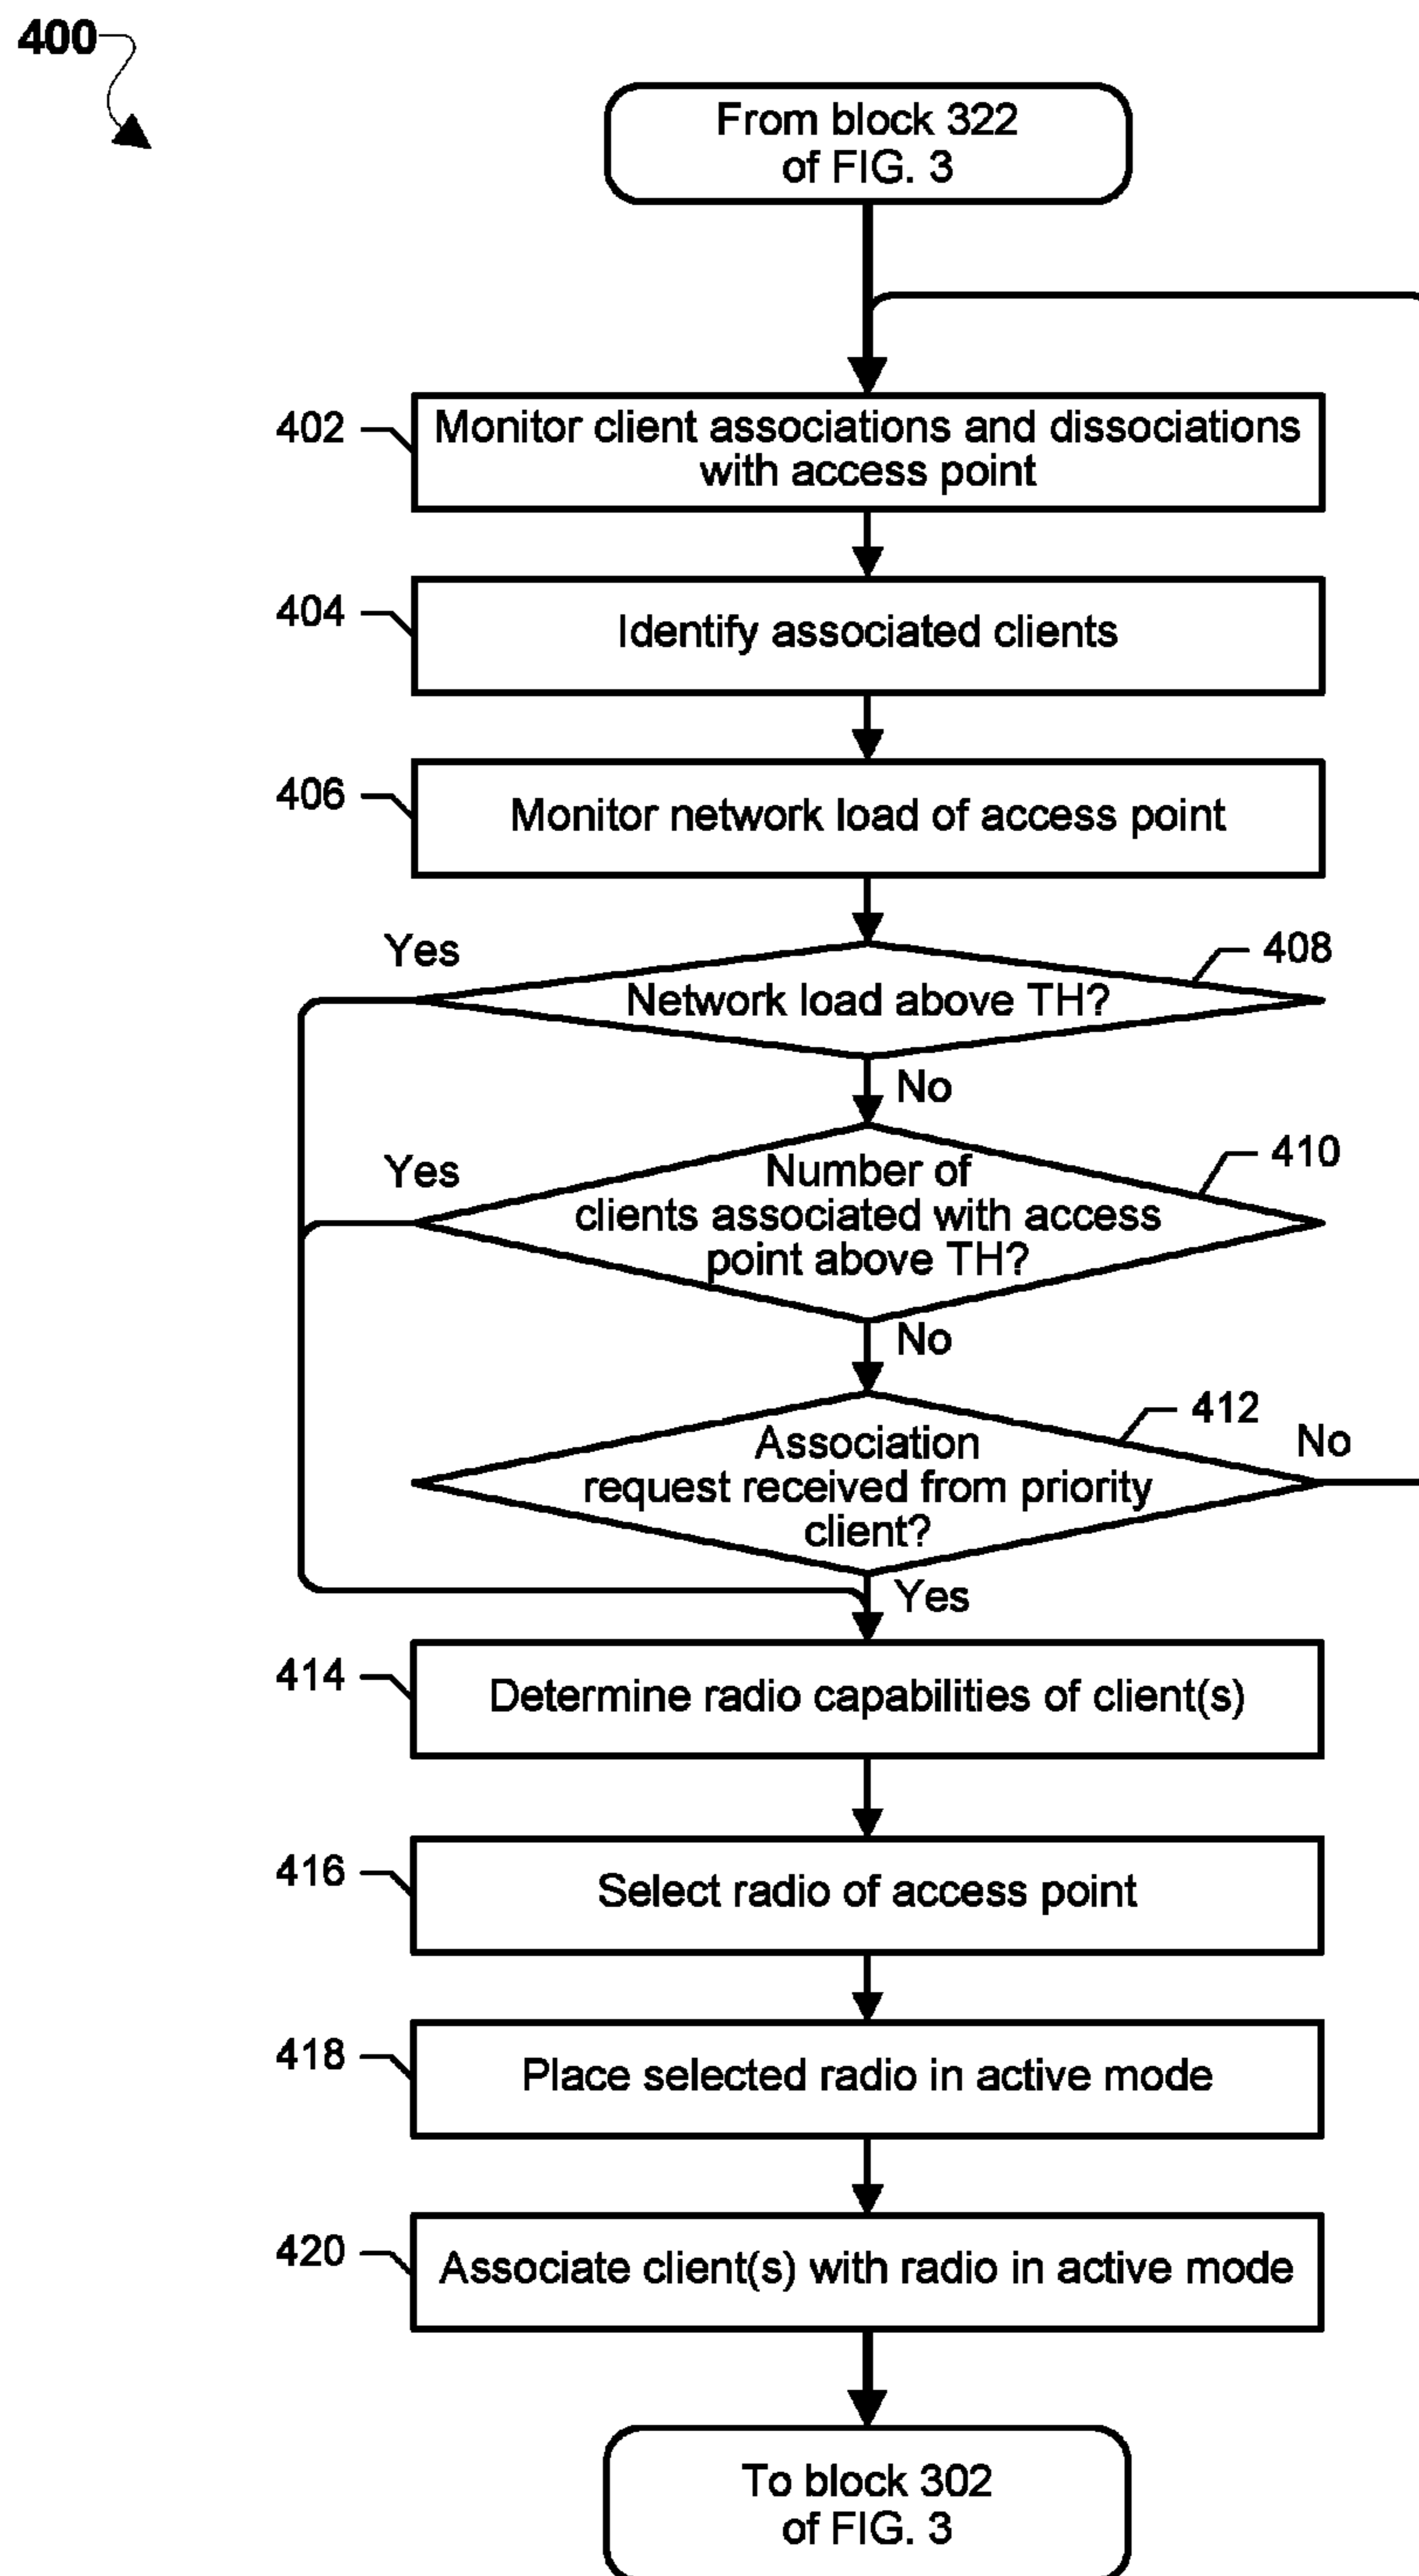 400
From block 322
of FIG. 3
402
Monitor client associations and dissociations
with access point
404
Identify associated clients
406
Monitor network load of access point
Yes
408
Network load above TH?
No
Yes
410
Number of
clients associated with access
point above TH?
No
412
Association
request received from priority
client?
No
Yes
414
Determine radio capabilities of client(s)
416
Select radio of access point
418
Place selected radio in active mode
420
Associate client(s) with radio in active mode
To block 302
of FIG. 3